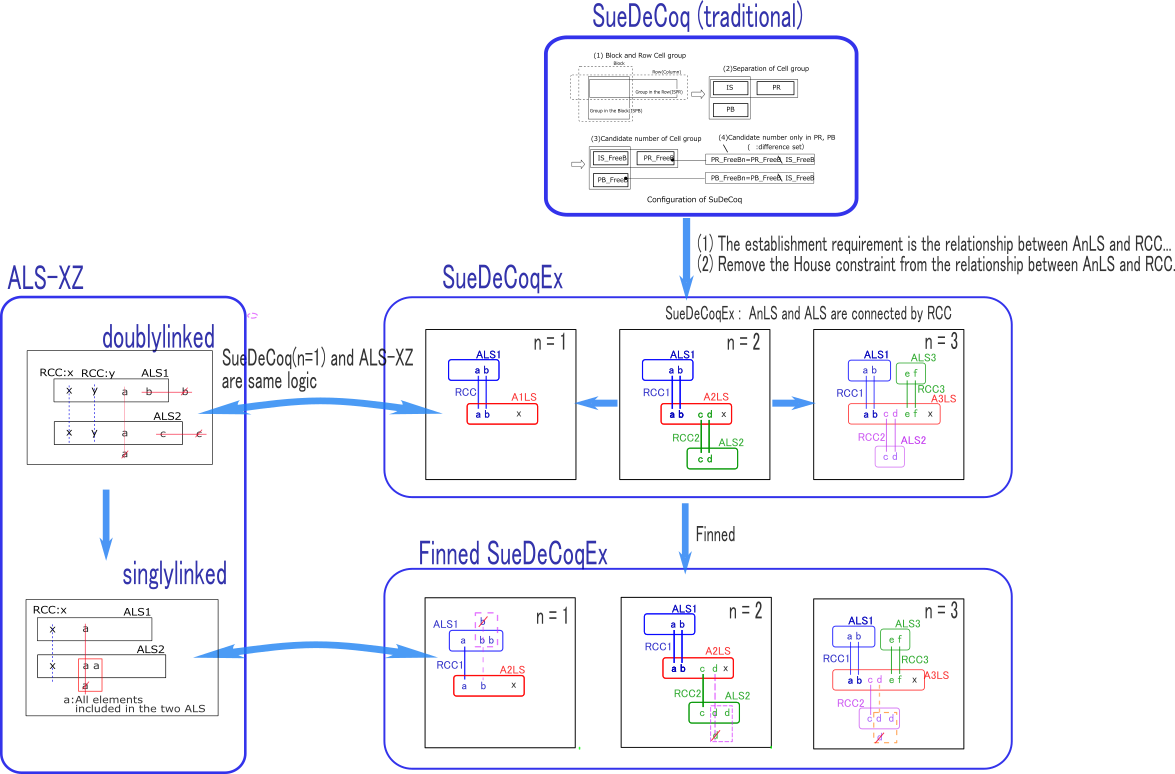 SueDeCoq (traditional)
(1) Block and Row Cell group
Block
Row(Column)
Group in the Row(ISPR)
Group in the Block(ISPB)
(2)Separation of Cell group
IS
PR
PB
(3)Candidate number of Cell group
IS_FreeB
PR_FreeB
PB_FreeB
(4)Candidate number only in PR, PB
( \ :difference set)
PR_FreeBn=PR_FreeB\ IS_FreeB
PB_FreeBn=PB_FreeB\ IS_FreeB
Configuration of SuDeCoq
(1) The establishment requirement is the relationship between AnLS and RCC...
(2) Remove the House constraint from the relationship between AnLS and RCC.
ALS-XZ
doublylinked
RCC:x RCC:y ALS1
x y a b b
ALS2
x y a c c
a
singlylinked
RCC:x
ALS1
x a
ALS2
x a a
a
a:All elements
included in the two ALS
SueDeCoq(n=1) and ALS-XZ
are same logic
SueDeCoqEx
SueDeCoqEx : AnLS and ALS are connected by RCC
n = 1
ALS1
a b
RCC
A1LS
a b x
n = 2
ALS1
a b
RCC1
A2LS
a b c d x
RCC2
ALS2
c d
n = 3
ALS1
a b
ALS3
e f
RCC1
RCC3
A3LS
a b c d e f x
RCC2
ALS2
c d
Finned
Finned SueDeCoqEx
n = 1
b
ALS1
a b b
RCC1
A2LS
a b x
n = 2
ALS1
a b
RCC1
A2LS
a b c d x
RCC2
ALS2
c d d
d
n = 3
ALS1
a b
ALS3
e f
RCC1
RCC3
A3LS
a b c d e f x
RCC2
c d d
d